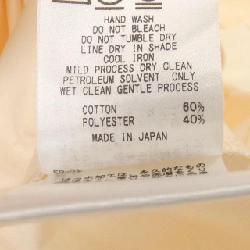 HAND WASH
DO NOT BLEACH
DO NOT TUMBLE DRY
LINE DRY IN SHADE
COOL IRON
MILD PROCESS DRY CLEAN
PETROLEUM SOLVENT ONLY
WET CLEAN GENTLE PROCESS
COTTON 60%
POLYESTER 40%
MADE IN JAPAN